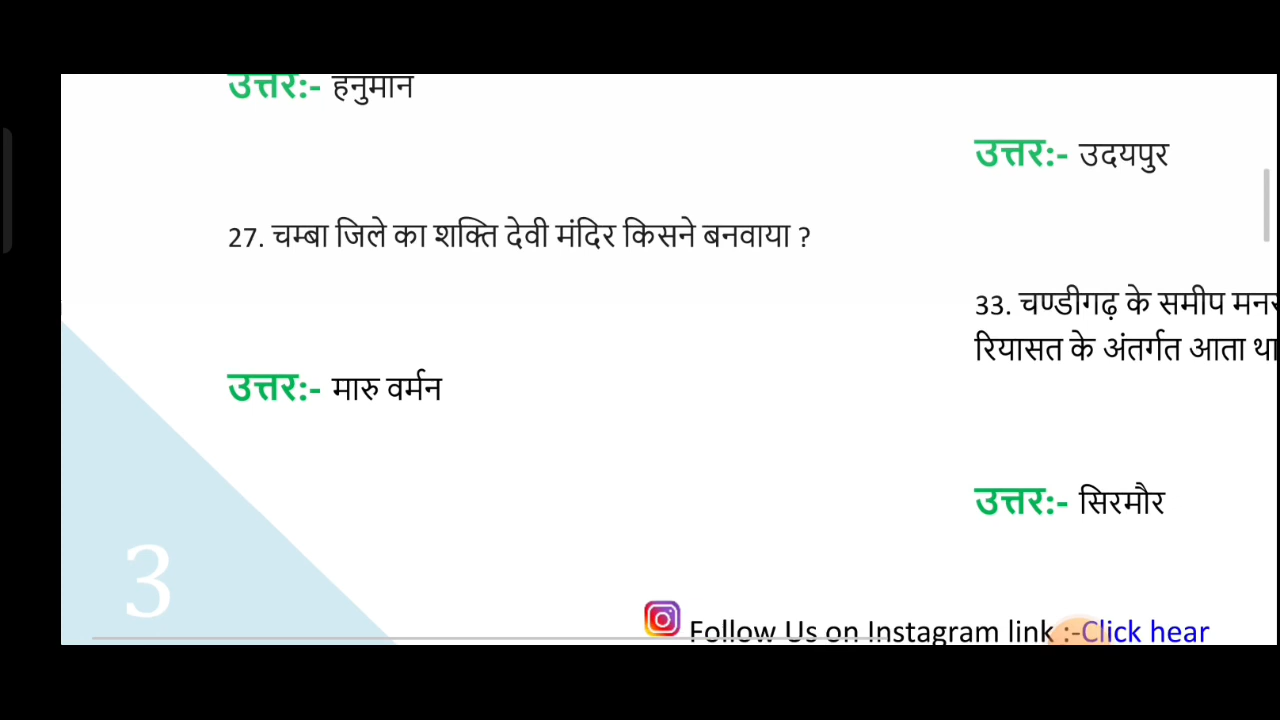 उत्तर:- हनुमान
27. चम्बा जिले का शक्ति देवी मंदिर किसने बनवाया ?
उत्तर:- मारु वर्मन
3
उत्तर:- उदयपुर
33. चण्डीगढ़ के समीप
रियासत के अंतर्गत आता था
उत्तर:- सिरमौर
Follow Us on Instagram link :-Click hear